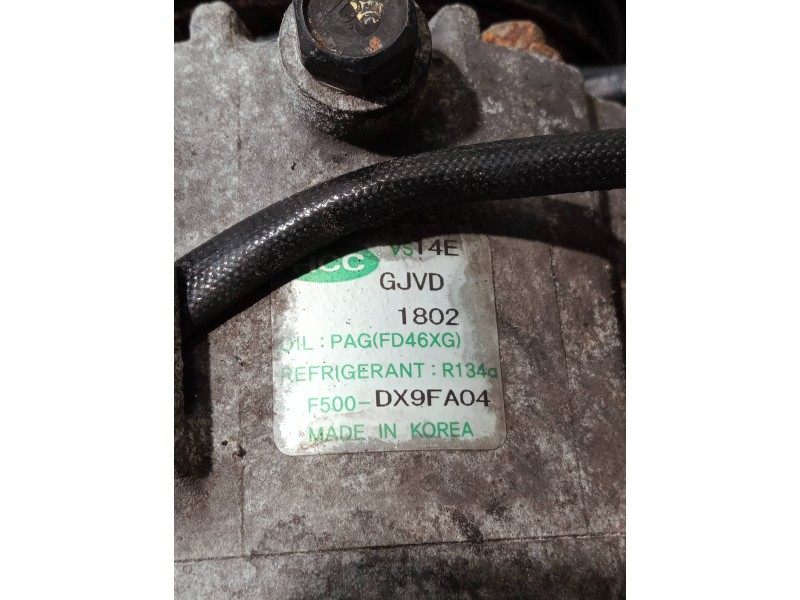 VS14E
GJVD
1802
OIL : PAG(FD46XG)
REFRIGERANT : R134a
F500-DX9FA04
MADE IN KOREA